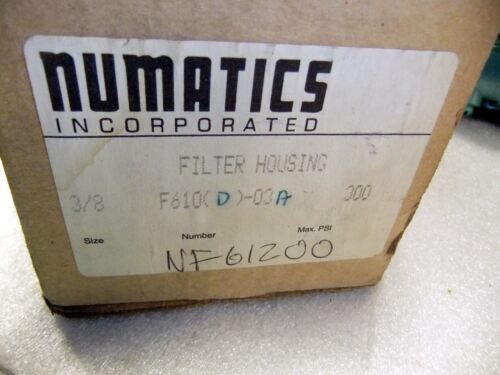 numatics
INCORPORATED
FILTER HOUSING
3/8 F610(D)-03A 300
Size Number Max. PSI
NF61200